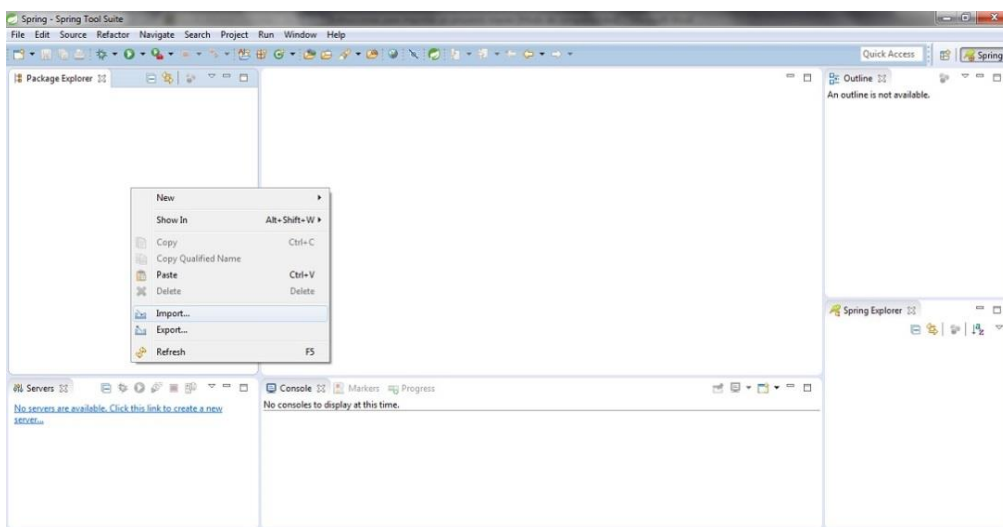 Spring - Spring Tool Suite
File Edit Source Refactor Navigate Search Project Run Window Help
Quick Access
Spring
Package Explorer
Outline
An outline is not available.
New
Show In Alt+Shift+W
Copy Ctrl+C
Copy Qualified Name
Paste Ctrl+V
Delete Delete
Import...
Export...
Refresh F5
Spring Explorer
Servers
No servers are available. Click this link to create a new
server...
Console Markers Progress
No consoles to display at this time.